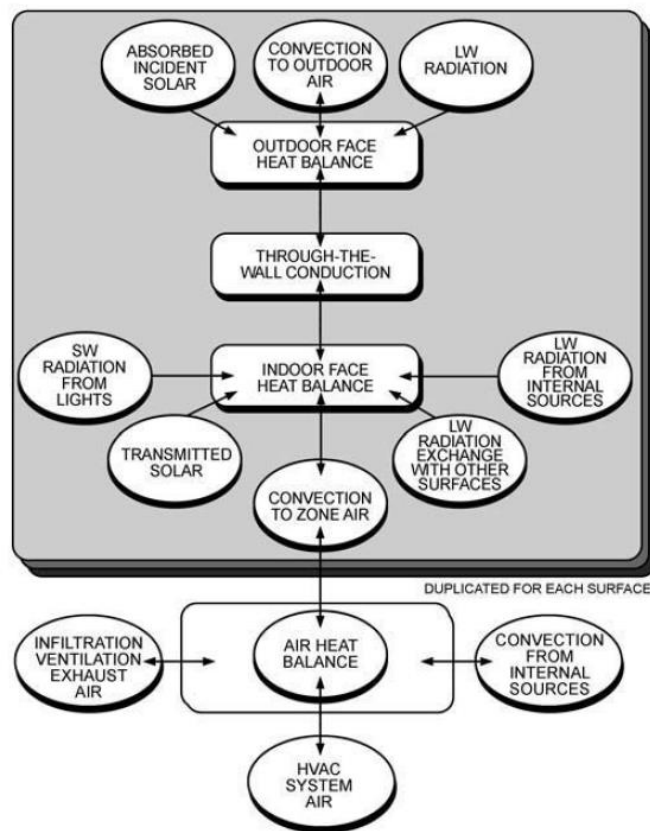 ABSORBED
INCIDENT
SOLAR
CONVECTION
TO OUTDOOR
AIR
LW
RADIATION
OUTDOOR FACE
HEAT BALANCE
THROUGH-THE-
WALL CONDUCTION
SW
RADIATION
FROM
LIGHTS
INDOOR FACE
HEAT BALANCE
LW
RADIATION
FROM
INTERNAL
SOURCES
TRANSMITTED
SOLAR
LW
RADIATION
EXCHANGE
WITH OTHER
SURFACES
CONVECTION
TO ZONE AIR
DUPLICATED FOR EACH SURFACE
INFILTRATION
VENTILATION
EXHAUST
AIR
AIR HEAT
BALANCE
CONVECTION
FROM
INTERNAL
SOURCES
HVAC
SYSTEM
AIR